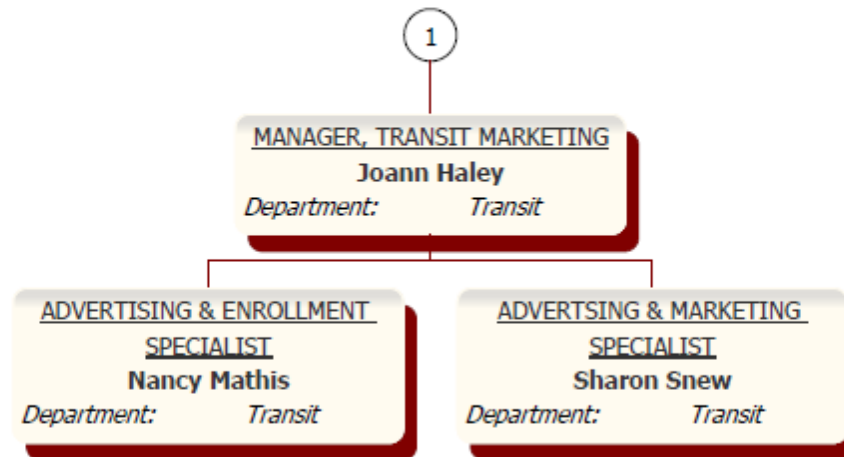 1
MANAGER, TRANSIT MARKETING
Joann Haley
Department: Transit
ADVERTISING & ENROLLMENT
SPECIALIST
Nancy Mathis
Department: Transit
ADVERTSING & MARKETING
SPECIALIST
Sharon Snew
Department: Transit